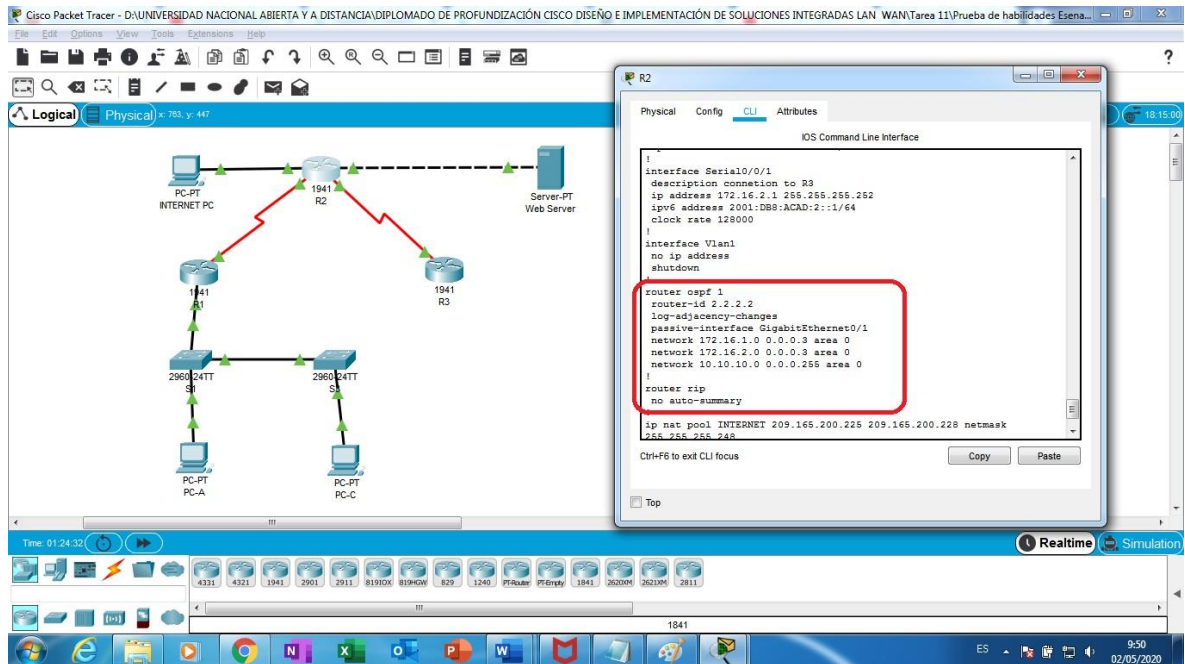 Cisco Packet Tracer - D:\UNIVERSIDAD NACIONAL ABIERTA Y A DISTANCIA\DIPLOMADO DE PROFUNDIZACIÓN CISCO DISEÑO E IMPLEMENTACIÓN DE SOLUCIONES INTEGRADAS LAN WAN\Tarea 11\Prueba de habilidades Esena...
File Edit Options View Tools Extensions Help
?
Logical Physical x: 763, y: 447
18:15:00
PC-PT
INTERNET PC
1941
R2
Server-PT
Web Server
1941
R1
1941
R3
2960-24TT
S1
2960-24TT
PC-PT
PC-A
PC-PT
PC-C
R2
Physical Config CLI Attributes
IOS Command Line Interface
!
interface Serial0/0/1
description connetion to R3
ip address 172.16.2.1 255.255.255.252
ipv6 address 2001:DB8:ACAD:2::1/64
clock rate 128000
!
interface Vlan1
no ip address
shutdown
!
router ospf 1
router-id 2.2.2.2
log-adjacency-changes
passive-interface GigabitEthernet0/1
network 172.16.1.0 0.0.0.3 area 0
network 172.16.2.0 0.0.0.3 area 0
network 10.10.10.0 0.0.0.255 area 0
!
router rip
no auto-summary
!
ip nat pool INTERNET 209.165.200.225 209.165.200.228 netmask
255.255.255.248
Ctrl+F6 to exit CLI focus
Copy Paste
Top
Time: 01:24:32
Realtime Simulation
4331 4321 1941 2901 2911 819IOX 819HGW 829 1240 PT-Router PT-Empty 1841 2620XM 2621XM 2811
1841
ES
9:50
02/05/2020